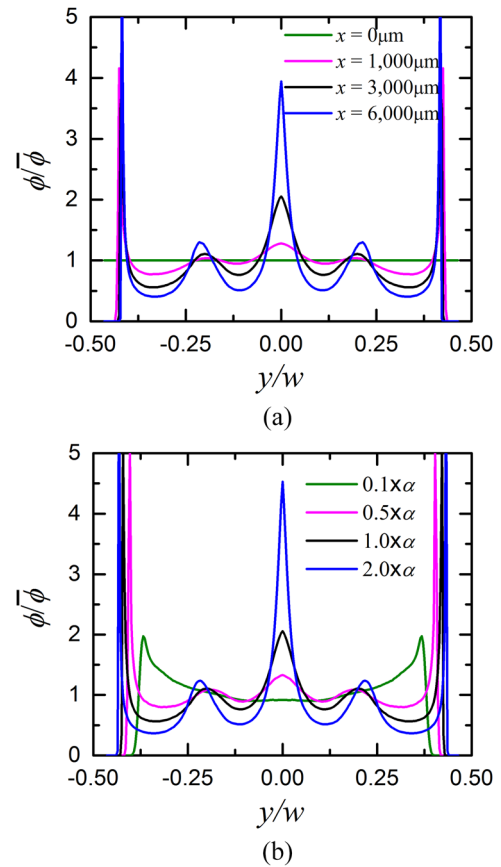 5
4
3
2
1
0
ϕ/ϕ̅
x = 0μm
x = 1,000μm
x = 3,000μm
x = 6,000μm
-0.50 -0.25 0.00 0.25 0.50
y/w
(a)
5
4
3
2
1
0
ϕ/ϕ̅
0.1xα
0.5xα
1.0xα
2.0xα
-0.50 -0.25 0.00 0.25 0.50
y/w
(b)